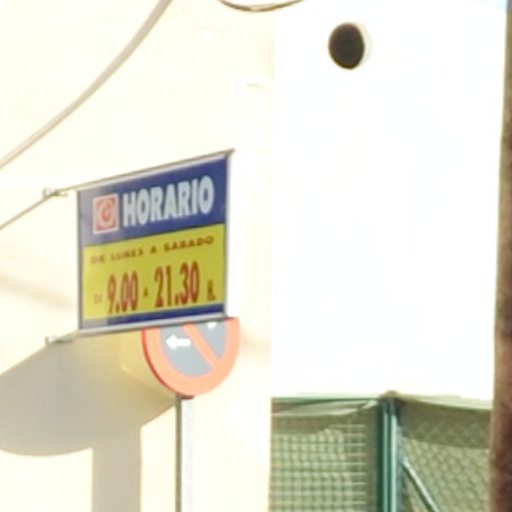 HORARIO
DE LUNES A SABADO
DE 9.00 A 21.30 H.